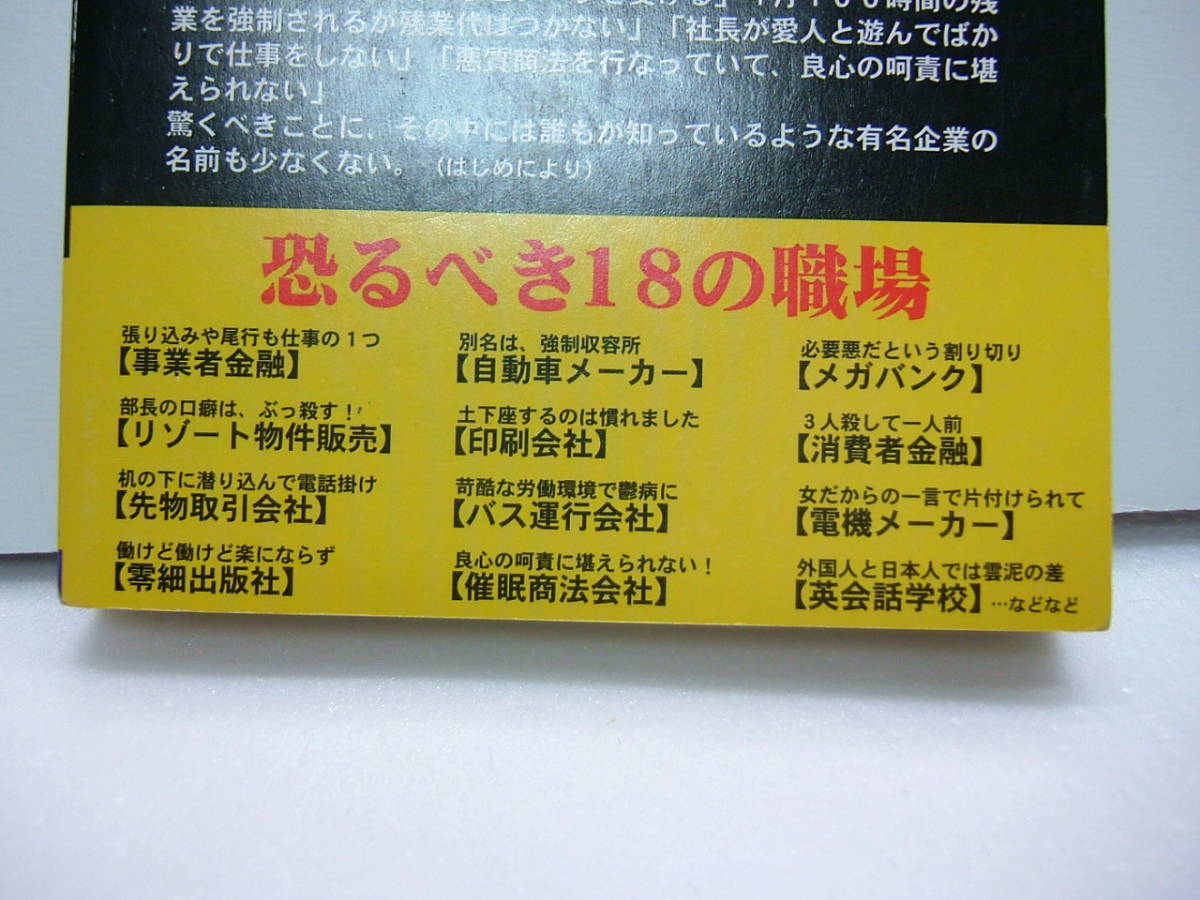 業を強制されるが残業代はつかない」「社長が愛人と遊んでばか
りで仕事をしない」「悪質商法を行なっていて、良心の呵責に堪
えられない」
驚くべきことに、その中には誰もが知っているような有名企業の
名前も少なくない。（はじめにより）
恐るべき18の職場
張り込みや尾行も仕事の１つ
【事業者金融】
部長の口癖は、ぶっ殺す！
【リゾート物件販売】
机の下に潜り込んで電話掛け
【先物取引会社】
働けど働けど楽にならず
【零細出版社】
別名は、強制収容所
【自動車メーカー】
土下座するのは慣れました
【印刷会社】
苛酷な労働環境で鬱病に
【バス運行会社】
良心の呵責に堪えられない！
【催眠商法会社】
必要悪だという割り切り
【メガバンク】
３人殺して一人前
【消費者金融】
女だからの一言で片付けられて
【電機メーカー】
外国人と日本人では雲泥の差
【英会話学校】…などなど